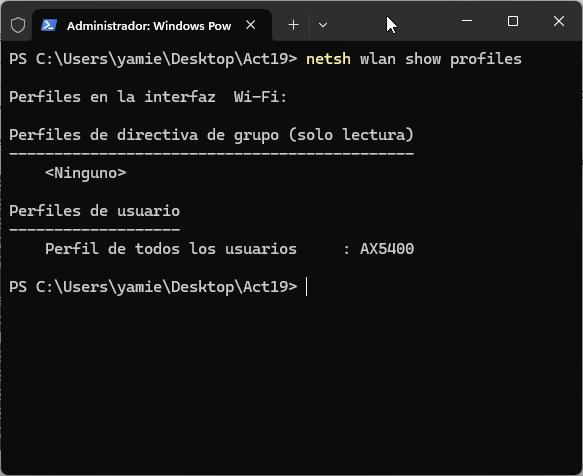 Administrador: Windows Pow
PS C:\Users\yamie\Desktop\Act19> netsh wlan show profiles
Perfiles en la interfaz  Wi-Fi:
Perfiles de directiva de grupo (solo lectura)
---------------------------------------------
    <Ninguno>
Perfiles de usuario
-------------------
    Perfil de todos los usuarios     : AX5400
PS C:\Users\yamie\Desktop\Act19>